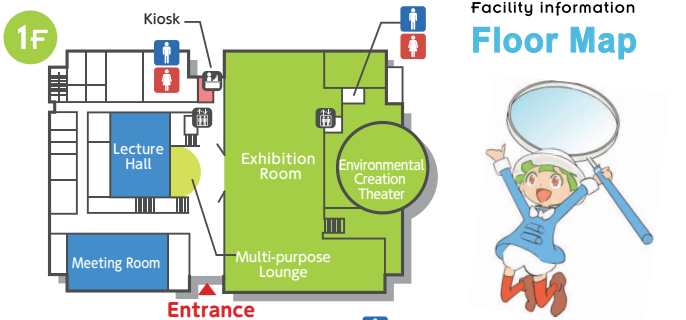 Facility information
Floor Map
1F
Kiosk
Lecture
Hall
Exhibition
Room
Environmental
Creation
Theater
Meeting Room
Multi-purpose
Lounge
Entrance